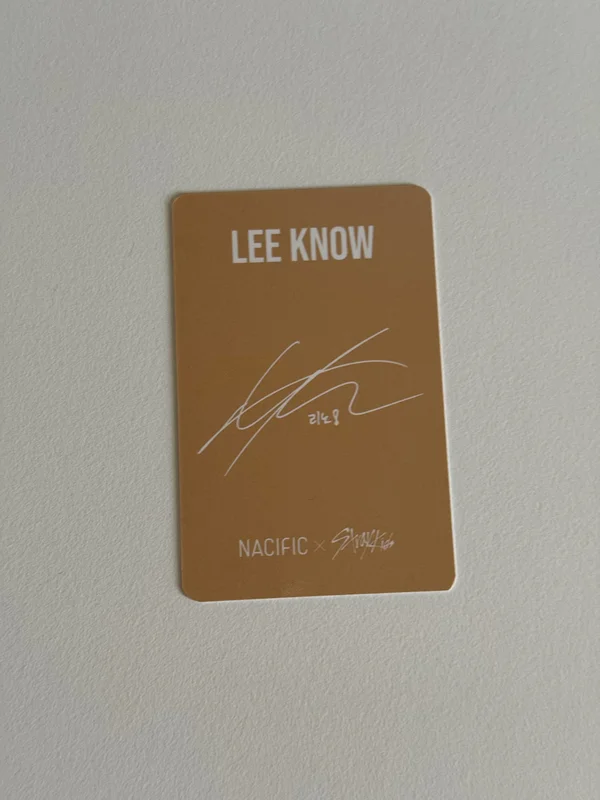 LEE KNOW
리노
NACIFIC × Stray Kids